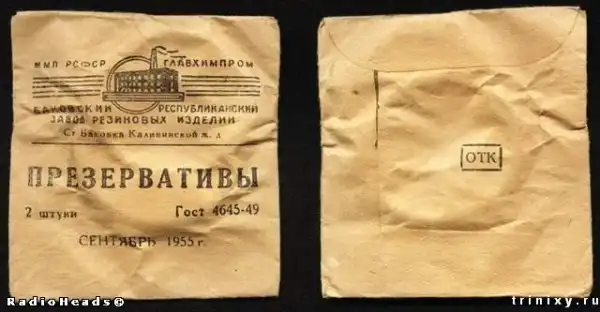 ММП РСФСР ГЛАВХИМПРОМ
БАКОВСКИЙ РЕСПУБЛИКАНСКИЙ
ЗАВОД РЕЗИНОВЫХ ИЗДЕЛИЙ
Ст Баковка Калининской ж. д
ПРЕЗЕРВАТИВЫ
2 штуки Гост 4645-49
СЕНТЯБРЬ 1955 г.
ОТК
RadioHeads©
trinixy.ru